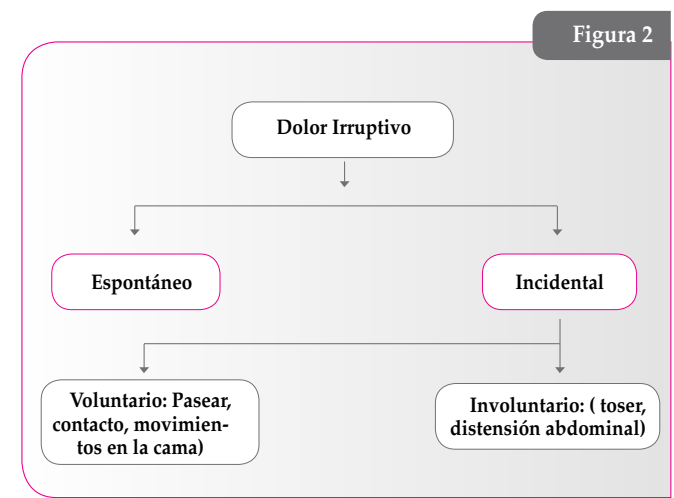 Figura 2
Dolor Irruptivo
Espontáneo
Incidental
Voluntario: Pasear,
contacto, movimien-
tos en la cama)
Involuntario: ( toser,
distensión abdominal)